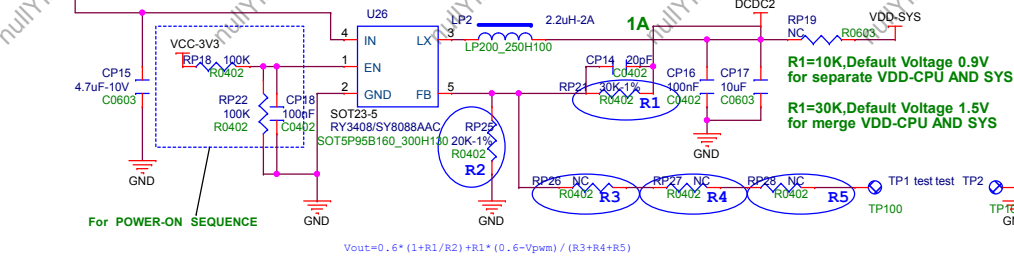 DCDC2
U26
LP2
2.2uH-2A
1A
RP19
VDD-SYS
NC
R0603
VCC-3V3
4
IN
LX
3
LP200_250H100
RP18
100K
R0402
1
EN
CP14
20pF
C0402
R1=10K,Default Voltage 0.9V
for separate VDD-CPU AND SYS
CP15
4.7uF-10V
C0603
RP22
100K
R0402
CP18
100nF
C0402
2
GND
FB
5
RP21
30K-1%
R0402
R1
CP16
100nF
C0402
CP17
10uF
C0603
R1=30K,Default Voltage 1.5V
for merge VDD-CPU AND SYS
SOT23-5
RY3408/SY8088AAC
SOT5P95B160_300H130
RP25
20K-1%
R0402
R2
GND
GND
RP26
NC
R0402
R3
RP27
NC
R0402
R4
RP28
NC
R0402
R5
TP1
test
test
TP2
TP100
GND
GND
For POWER-ON SEQUENCE
Vout=0.6*(1+R1/R2)+R1*(0.6-Vpwm)/(R3+R4+R5)